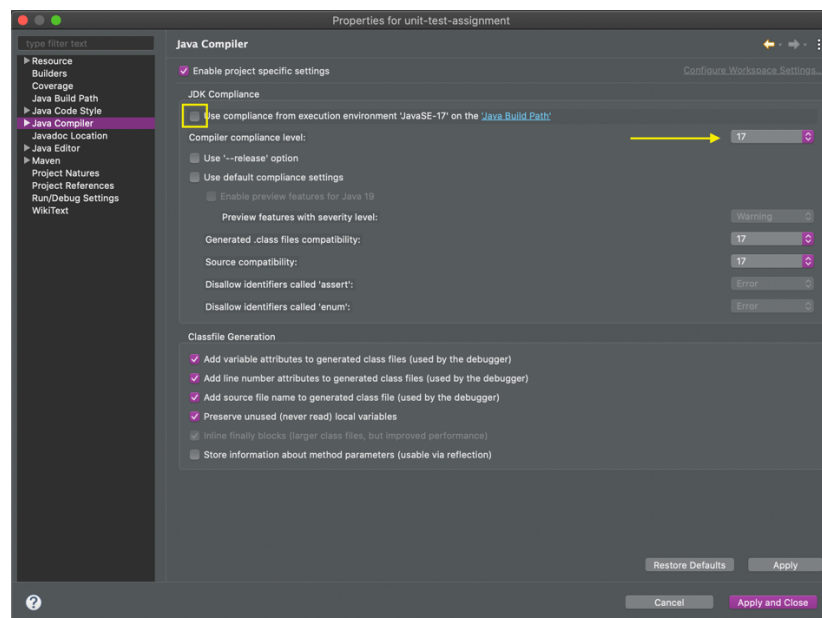 Properties for unit-test-assignment
type filter text
Java Compiler
Resource
Builders
Coverage
Java Build Path
Java Code Style
Java Compiler
Javadoc Location
Java Editor
Maven
Project Natures
Project References
Run/Debug Settings
WikiText
Enable project specific settings
Configure Workspace Settings...
JDK Compliance
Use compliance from execution environment 'JavaSE-17' on the 'Java Build Path'
Compiler compliance level: 17
Use '--release' option
Use default compliance settings
Enable preview features for Java 19
Preview features with severity level: Warning
Generated .class files compatibility: 17
Source compatibility: 17
Disallow identifiers called 'assert': Error
Disallow identifiers called 'enum': Error
Classfile Generation
Add variable attributes to generated class files (used by the debugger)
Add line number attributes to generated class files (used by the debugger)
Add source file name to generated class file (used by the debugger)
Preserve unused (never read) local variables
Inline finally blocks (larger class files, but improved performance)
Store information about method parameters (usable via reflection)
Restore Defaults Apply
? Cancel Apply and Close